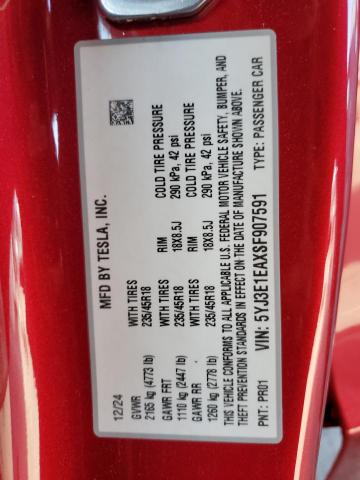 MFD BY TESLA, INC.
12/24
GVWR
2165 kg (4773 lb)
GAWR FRT WITH TIRES RIM COLD TIRE PRESSURE
1110 kg (2447 lb) 235/45R18 18X8.5J 290 kPa, 42 psi
GAWR RR WITH TIRES RIM COLD TIRE PRESSURE
1260 kg (2778 lb) 235/45R18 18X8.5J 290 kPa, 42 psi
THIS VEHICLE CONFORMS TO ALL APPLICABLE U.S. FEDERAL MOTOR VEHICLE SAFETY, BUMPER, AND
THEFT PREVENTION STANDARDS IN EFFECT ON THE DATE OF MANUFACTURE SHOWN ABOVE.
VIN: 5YJ3E1EAXSF907591
PNT: PR01 TYPE: PASSENGER CAR